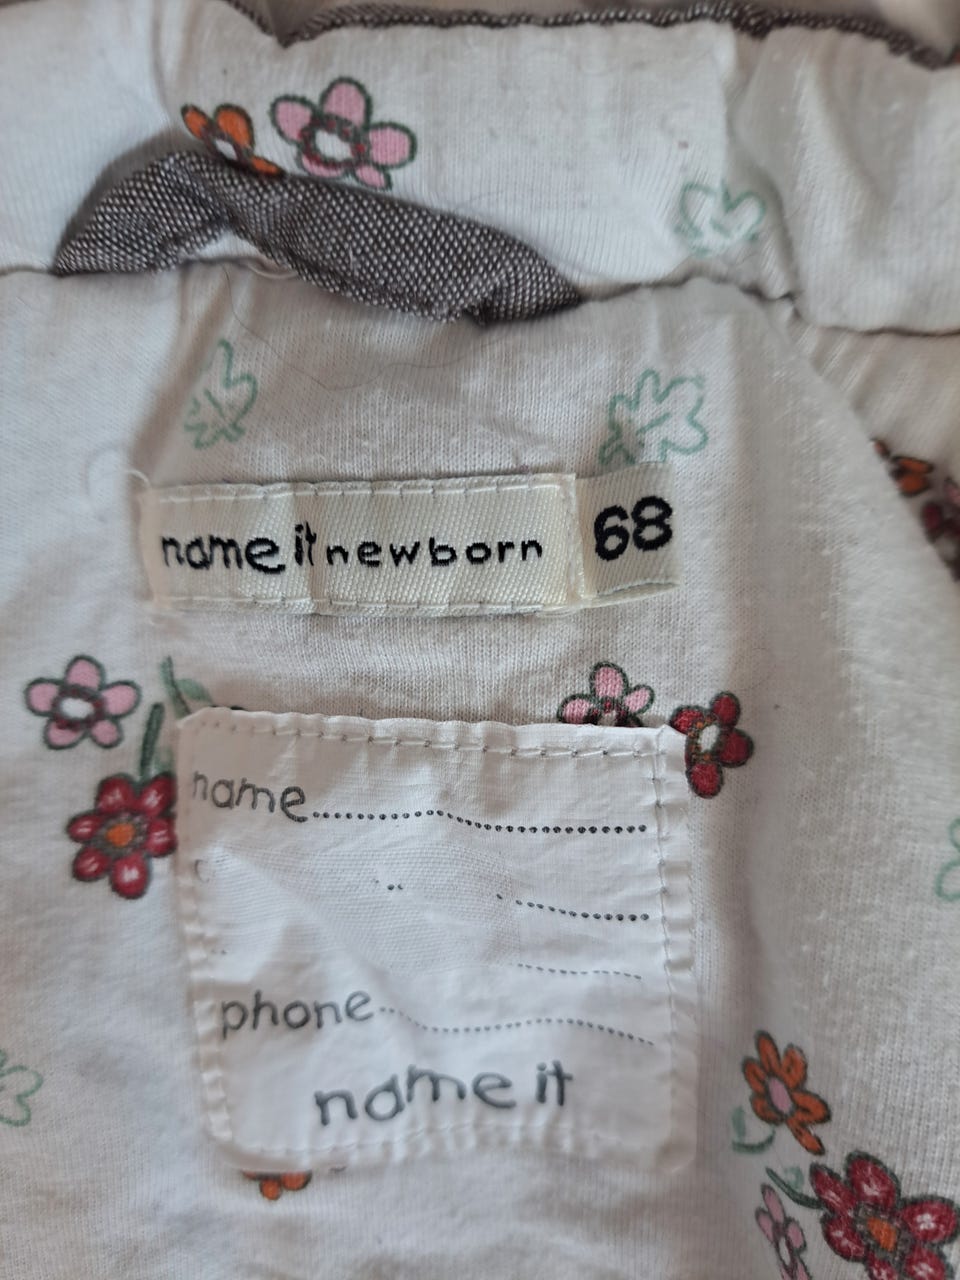 name it newborn 68
name..............................
phone..............................
name it